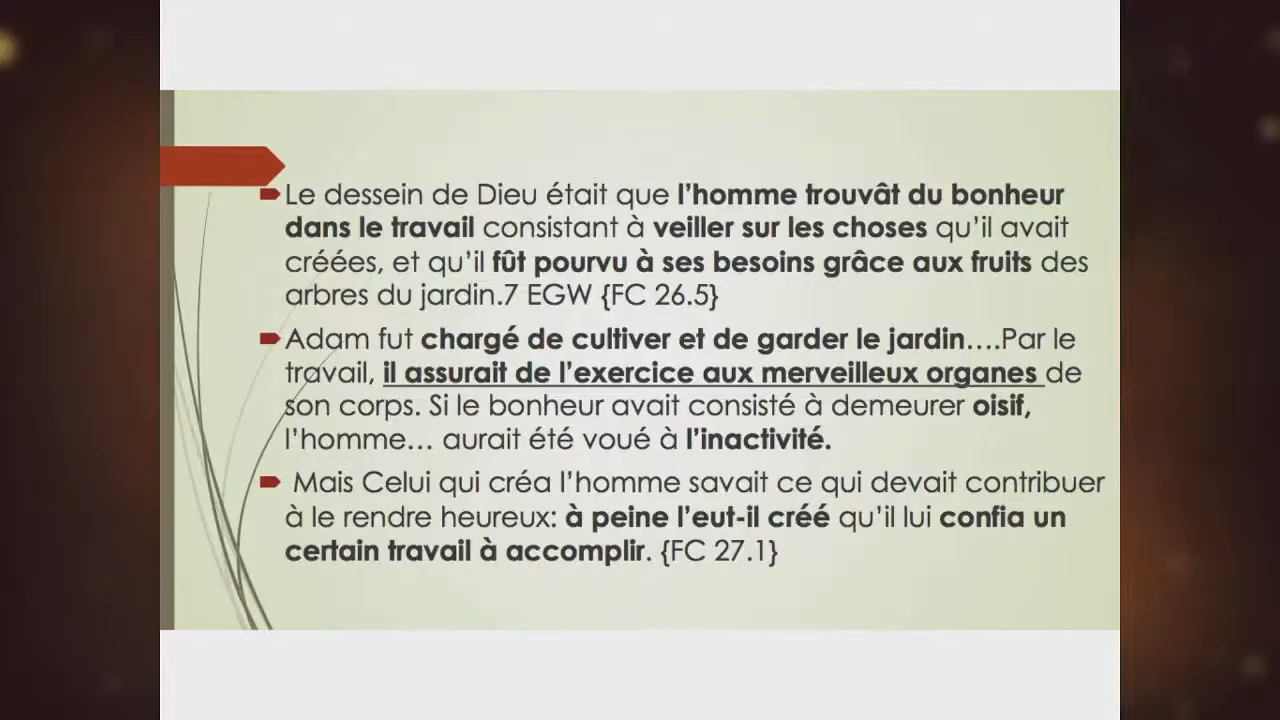 Le dessein de Dieu était que l’homme trouvât du bonheur
dans le travail consistant à veiller sur les choses qu’il avait
créées, et qu’il fût pourvu à ses besoins grâce aux fruits des
arbres du jardin.7 EGW {FC 26.5}
Adam fut chargé de cultiver et de garder le jardin….Par le
travail, il assurait de l’exercice aux merveilleux organes de
son corps. Si le bonheur avait consisté à demeurer oisif,
l’homme… aurait été voué à l’inactivité.
Mais Celui qui créa l’homme savait ce qui devait contribuer
à le rendre heureux: à peine l’eut-il créé qu’il lui confia un
certain travail à accomplir. {FC 27.1}